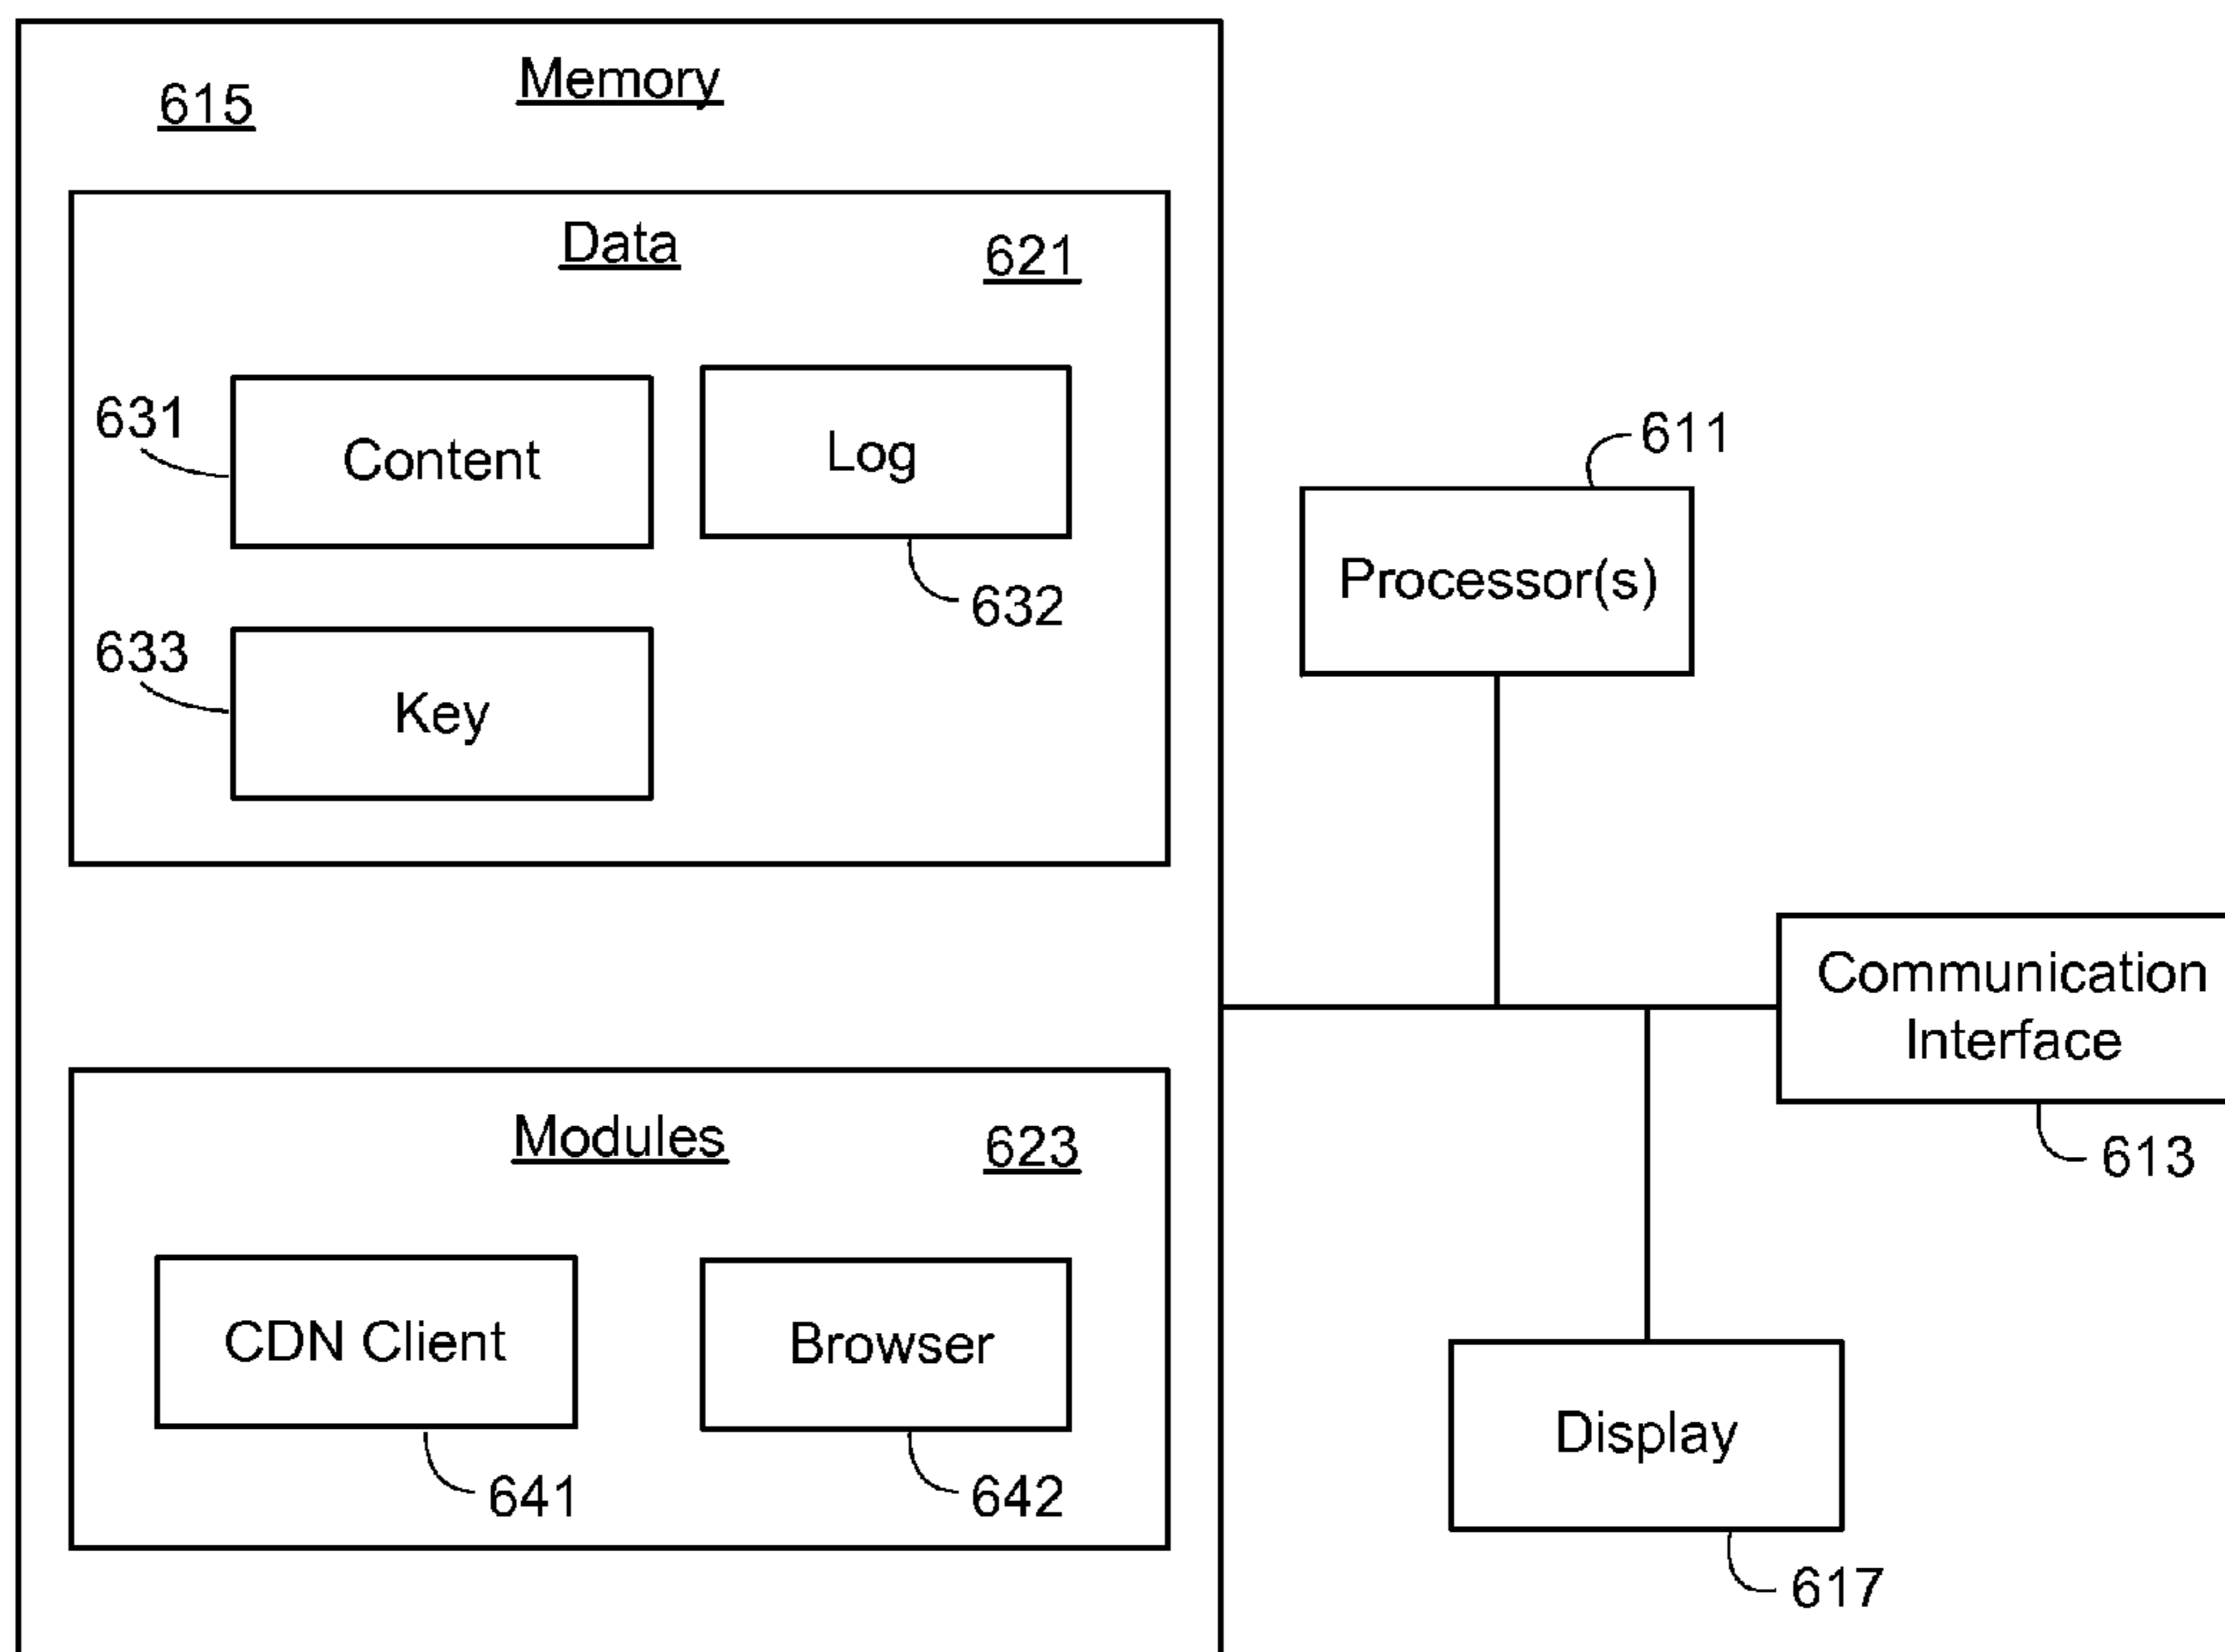 Memory
615
Data
621
631
Content
Log
632
633
Key
Modules
623
CDN Client
641
Browser
642
611
Processor(s)
Communication
Interface
613
Display
617